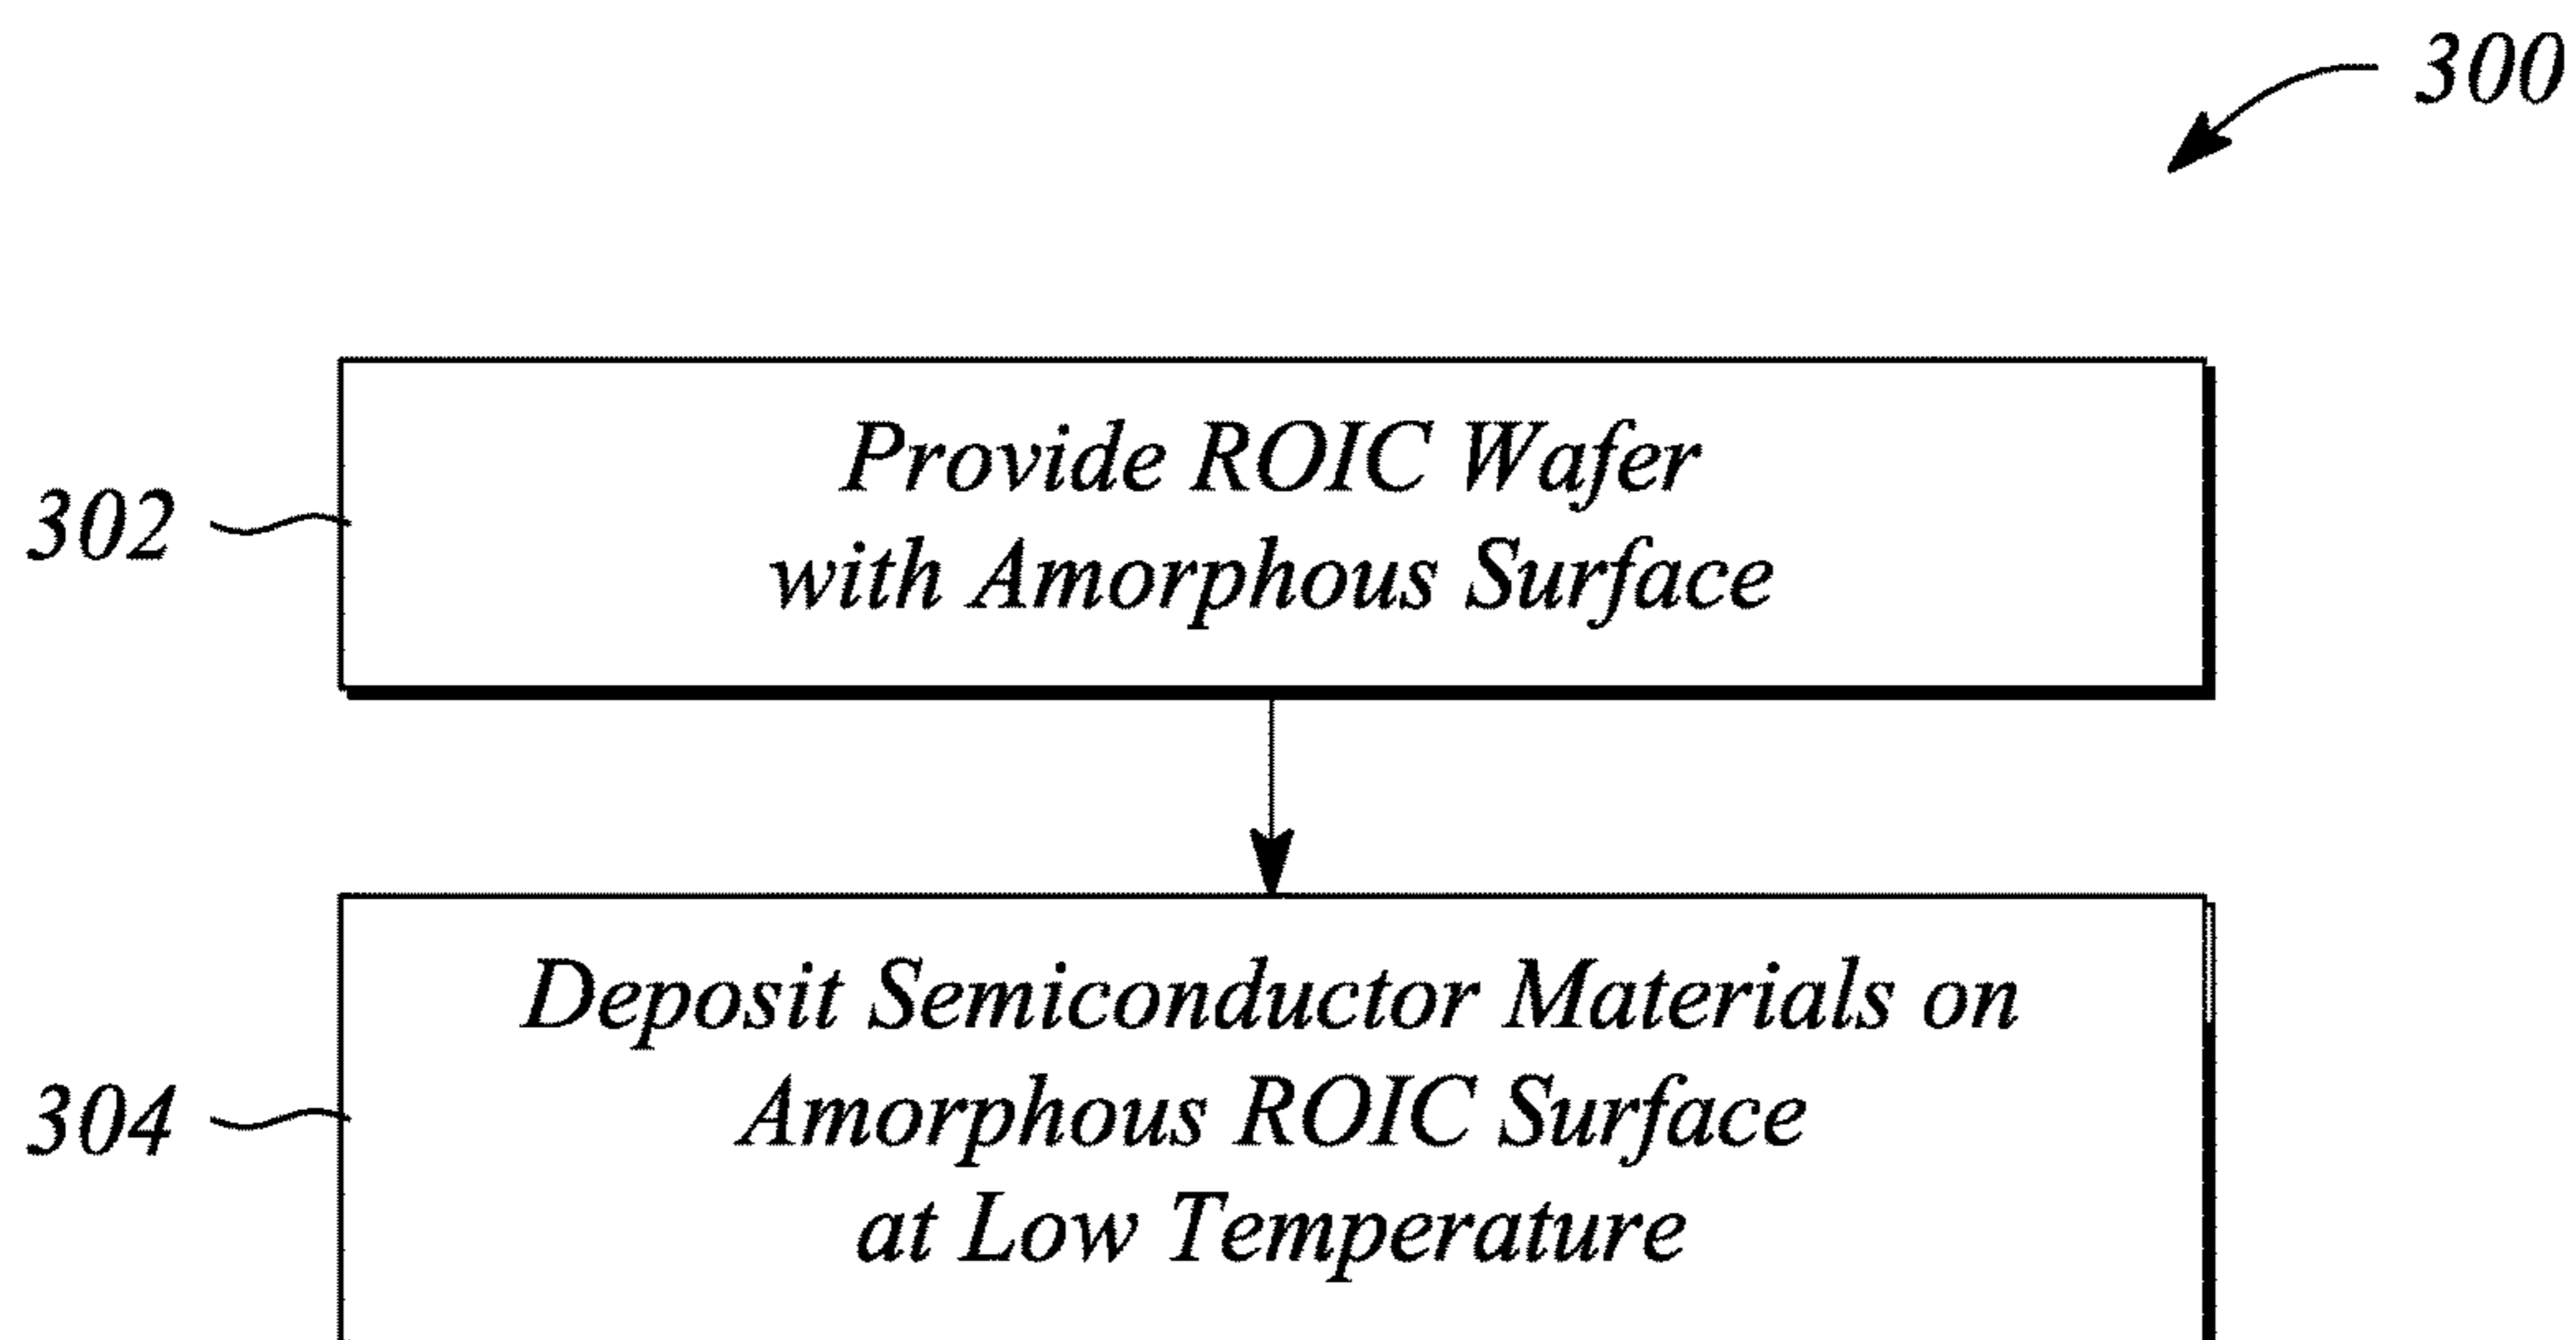 300
302
Provide ROIC Wafer
with Amorphous Surface
304
Deposit Semiconductor Materials on
Amorphous ROIC Surface
at Low Temperature